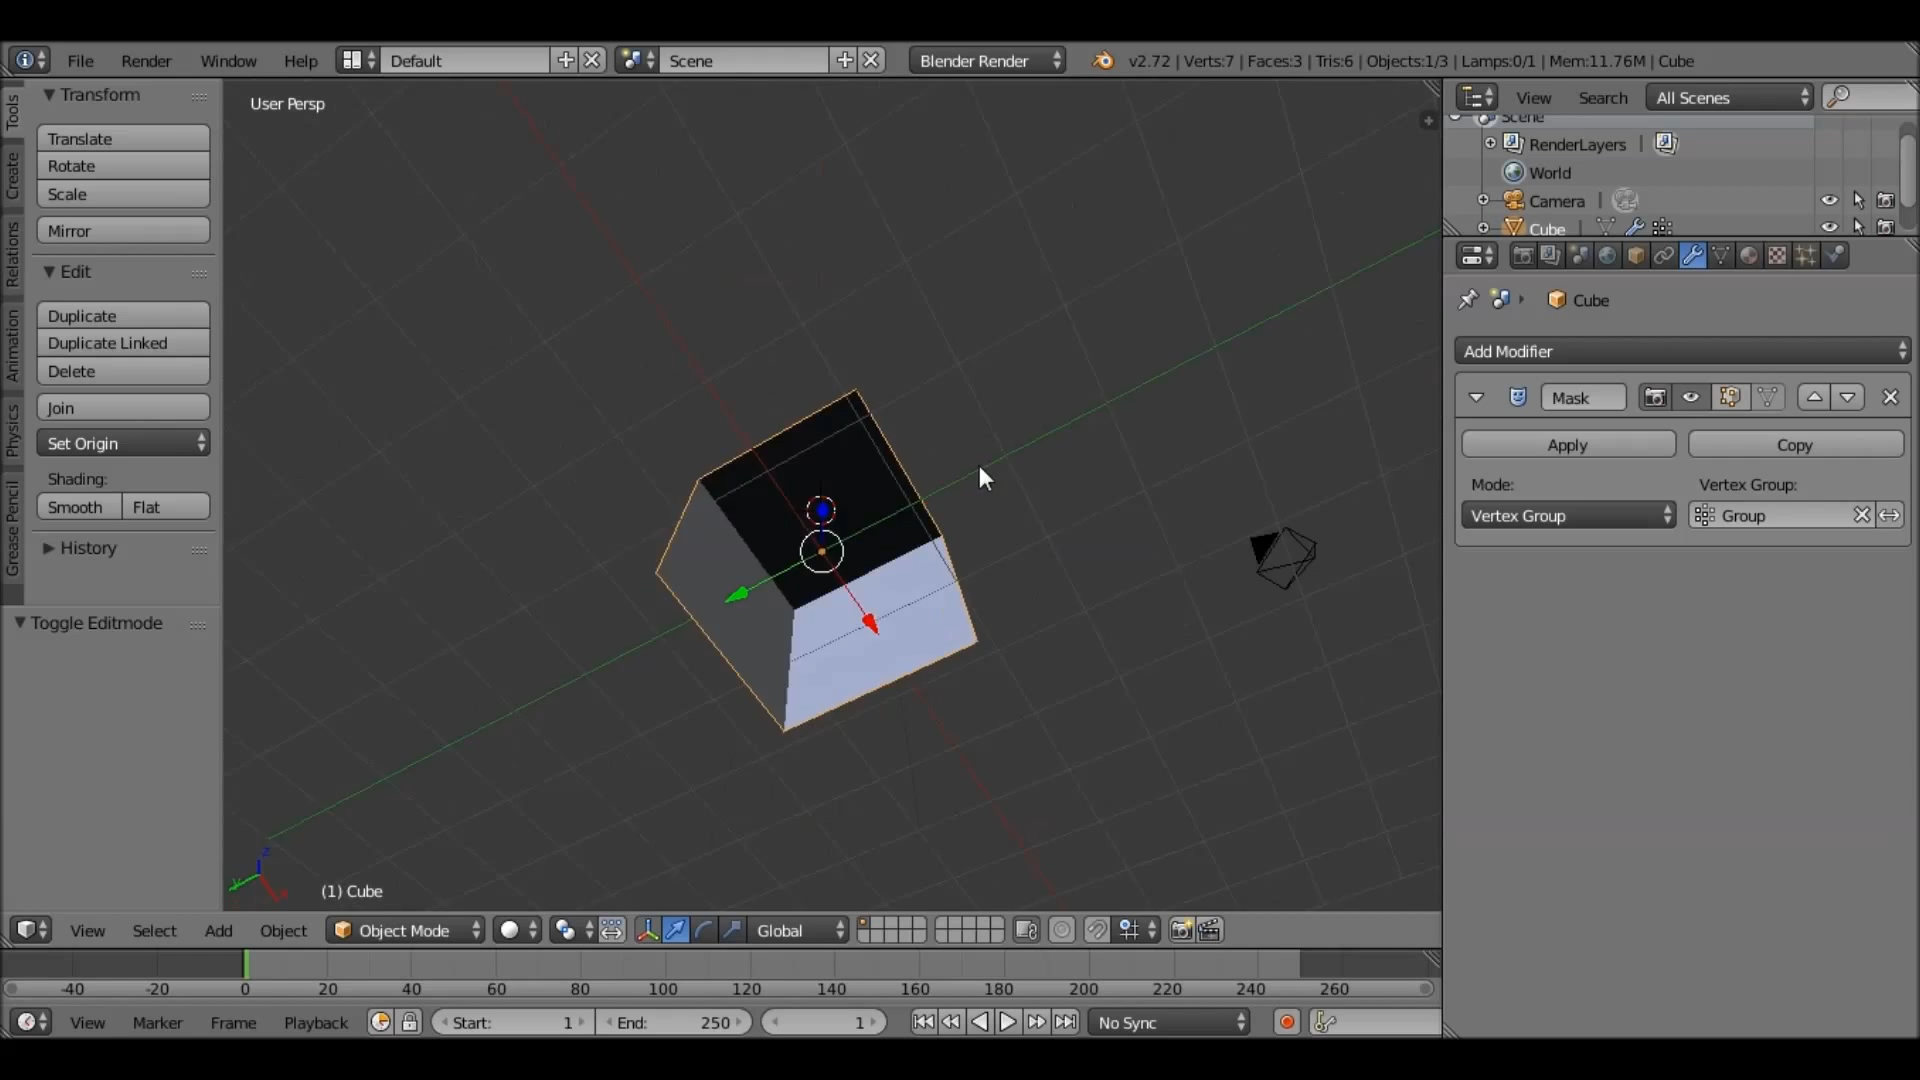 File Render Window Help Default Scene Blender Render v2.72 | Verts:7 | Faces:3 | Tris:6 | Objects:1/3 | Lamps:0/1 | Mem:11.76M | Cube
Tools
Create
Relations
Animation
Physics
Grease Pencil
Transform
Translate
Rotate
Scale
Mirror
Edit
Duplicate
Duplicate Linked
Delete
Join
Set Origin
Shading:
Smooth Flat
History
Toggle Editmode
User Persp
z
y
x
(1) Cube
View Search All Scenes
Scene
RenderLayers |
World
Camera |
Cube |
Cube
Add Modifier
Mask
Apply Copy
Mode: Vertex Group:
Vertex Group Group
View Select Add Object Object Mode Global
-40 -20 0 20 40 60 80 100 120 140 160 180 200 220 240 260
View Marker Frame Playback Start: 1 End: 250 1 No Sync